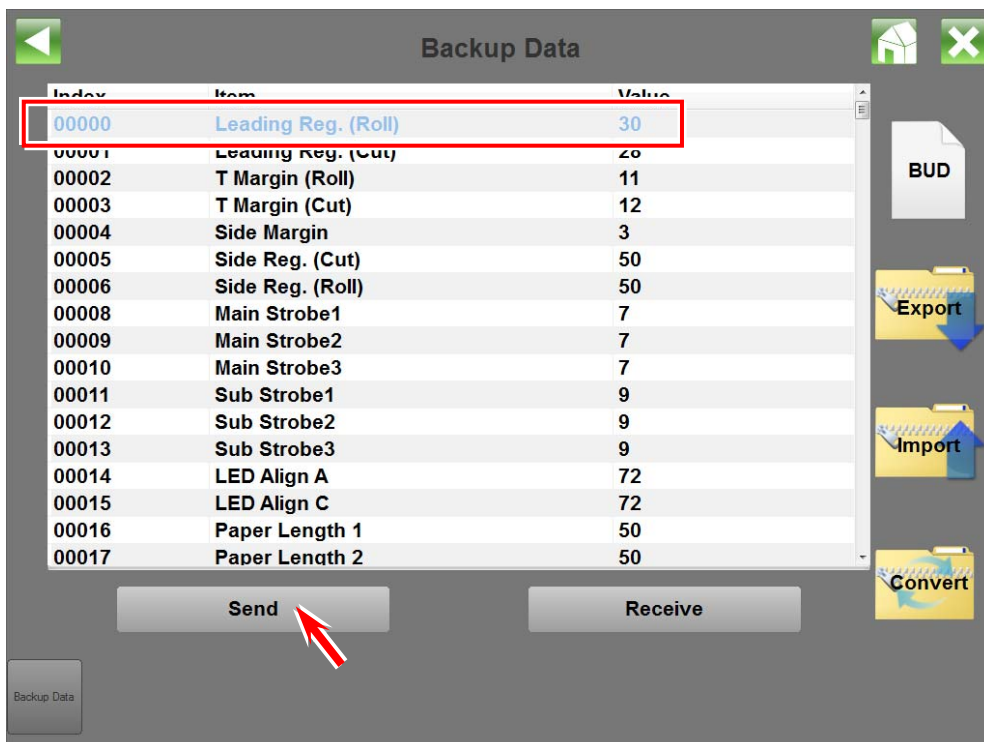 Backup Data
Index Item Value
00000 Leading Reg. (Roll) 30
00001 Leading Reg. (Cut) 28
00002 T Margin (Roll) 11
00003 T Margin (Cut) 12
00004 Side Margin 3
00005 Side Reg. (Cut) 50
00006 Side Reg. (Roll) 50
00008 Main Strobe1 7
00009 Main Strobe2 7
00010 Main Strobe3 7
00011 Sub Strobe1 9
00012 Sub Strobe2 9
00013 Sub Strobe3 9
00014 LED Align A 72
00015 LED Align C 72
00016 Paper Length 1 50
00017 Paper Length 2 50
BUD
Export
Import
Convert
Send Receive
Backup Data